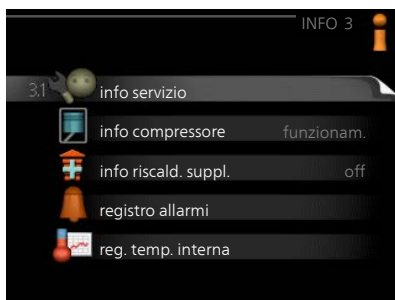 INFO 3
3.1 info servizio
info compressore funzionam.
info riscald. suppl. off
registro allarmi
reg. temp. interna